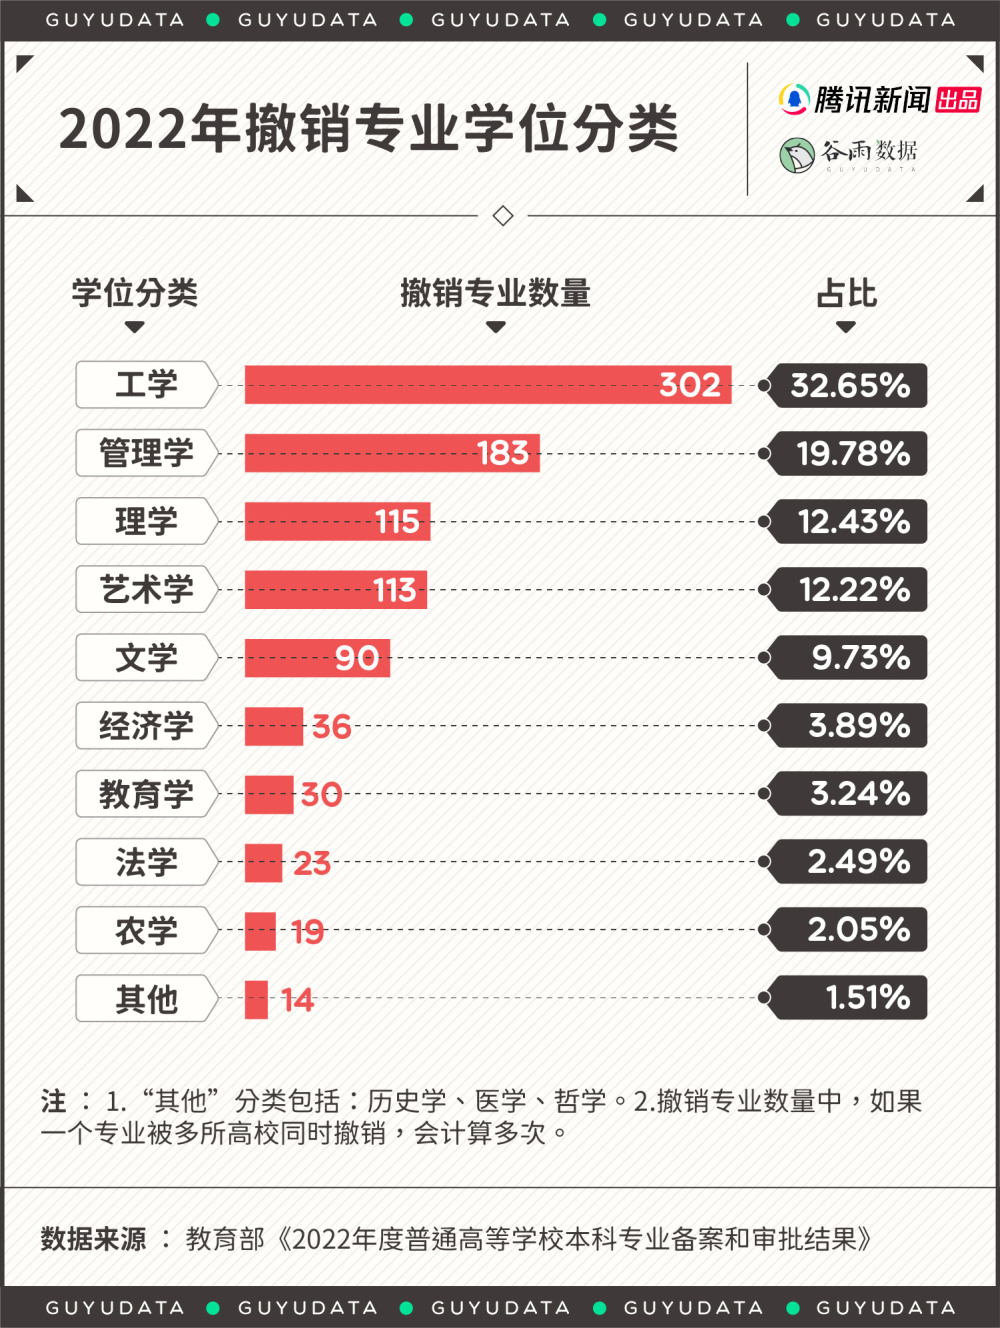 GUYUDATA ● GUYUDATA ● GUYUDATA ● GUYUDATA ● GUYUDATA
2022年撤销专业学位分类
腾讯新闻 出品
谷雨数据
GUYUDATA
学位分类 撤销专业数量 占比
工学 302 32.65%
管理学 183 19.78%
理学 115 12.43%
艺术学 113 12.22%
文学 90 9.73%
经济学 36 3.89%
教育学 30 3.24%
法学 23 2.49%
农学 19 2.05%
其他 14 1.51%
注：1.“其他”分类包括：历史学、医学、哲学。2.撤销专业数量中，如果
一个专业被多所高校同时撤销，会计算多次。
数据来源：教育部《2022年度普通高等学校本科专业备案和审批结果》
GUYUDATA ● GUYUDATA ● GUYUDATA ● GUYUDATA ● GUYUDATA